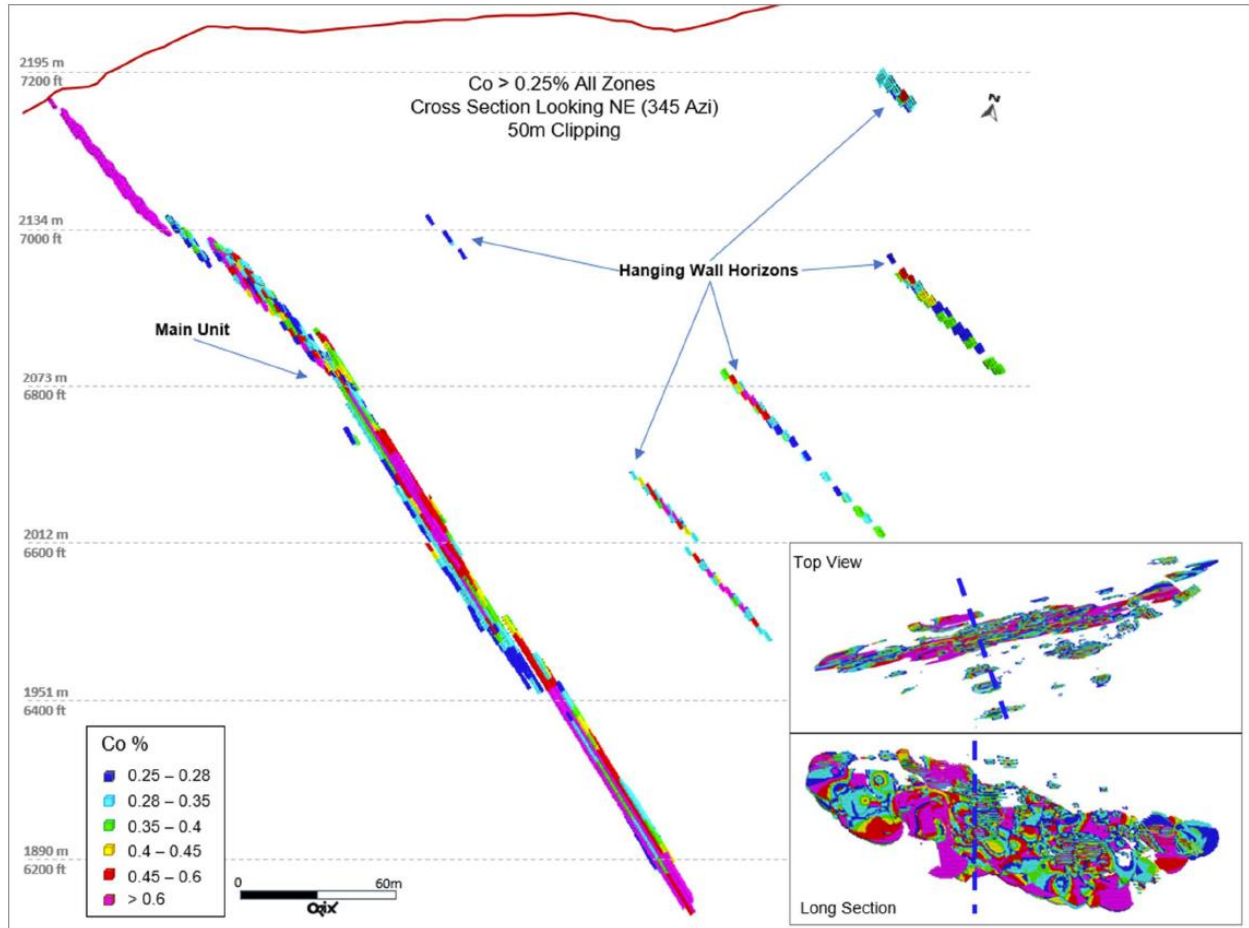 2195 m
7200 ft
Co > 0.25% All Zones
Cross Section Looking NE (345 Azi)
50m Clipping
N
2134 m
7000 ft
Hanging Wall Horizons
Main Unit
2073 m
6800 ft
2012 m
6600 ft
Top View
1951 m
6400 ft
Co %
0.25 – 0.28
0.28 – 0.35
0.35 – 0.4
0.4 – 0.45
0.45 – 0.6
> 0.6
1890 m
6200 ft
0
60m
Long Section